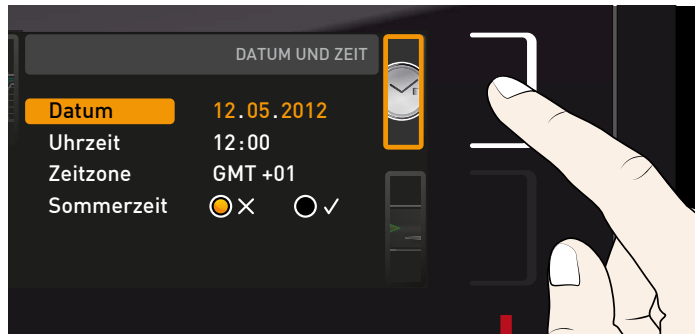 DATUM UND ZEIT
Datum 12.05.2012
Uhrzeit 12:00
Zeitzone GMT +01
Sommerzeit